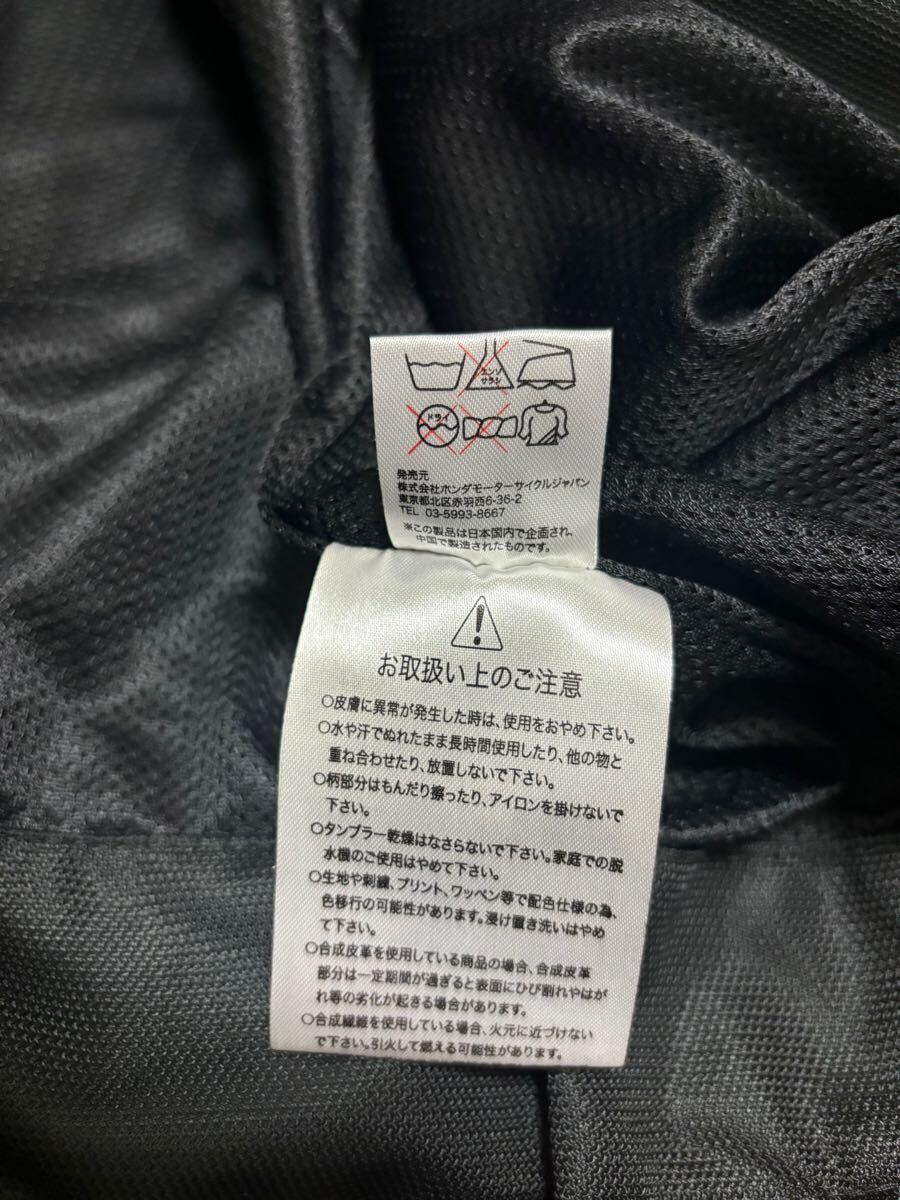 エンソ
サラシ
ドライ
発売元
株式会社ホンダモーターサイクルジャパン
東京都北区赤羽西6-36-2
TEL 03-5993-8667
※この製品は日本国内で企画され、
中国で製造されたものです。
お取扱い上のご注意
○皮膚に異常が発生した時は、使用をおやめ下さい。
○水や汗でぬれたまま長時間使用したり、他の物と
重ね合わせたり、放置しないで下さい。
○柄部分はもんだり擦ったり、アイロンを掛けないで
下さい。
○タンブラー乾燥はなさらないで下さい。家庭での脱
水機のご使用はやめて下さい。
○生地や刺繍、プリント、ワッペン等で配色仕様の為、
色移行の可能性があります。浸け置き洗いはやめ
て下さい。
○合成皮革を使用している商品の場合、合成皮革
部分は一定期間が過ぎると表面にひび割れやはが
れ等の劣化が起きる場合があります。
○合成繊維を使用している場合、火元に近づけない
で下さい。引火して燃える可能性があります。